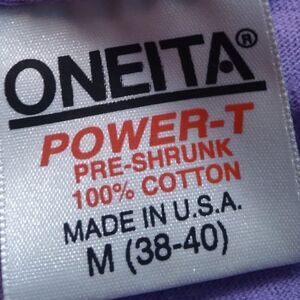 ONEITA®
POWER-T
PRE-SHRUNK
100% COTTON
MADE IN U.S.A.
M (38-40)